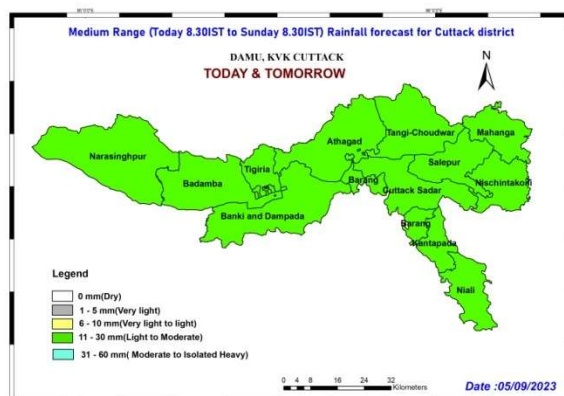 Medium Range (Today 8.30IST to Sunday 8.30IST) Rainfall forecast for Cuttack district
DAMU, KVK CUTTACK
TODAY & TOMORROW
N
Narasinghpur
Badamba
Tigiria
Athagad
Tangi-Choudwar
Mahanga
Salepur
Nischintakoili
Barang
Cuttack Sadar
Banki and Dampada
Barang
Kantapada
Niali
Legend
0 mm(Dry)
1 - 5 mm(Very light)
6 - 10 mm(Very light to light)
11 - 30 mm(Light to Moderate)
31 - 60 mm( Moderate to Isolated Heavy)
0 4 8 16 24 32
Kilometers
Date :05/09/2023